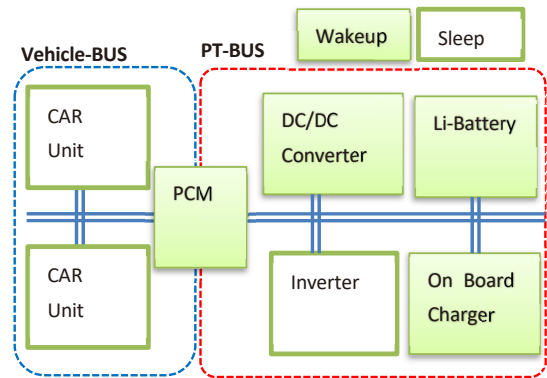 Wakeup
Sleep
Vehicle-BUS
PT-BUS
CAR
Unit
DC/DC
Converter
Li-Battery
PCM
CAR
Unit
Inverter
On Board
Charger